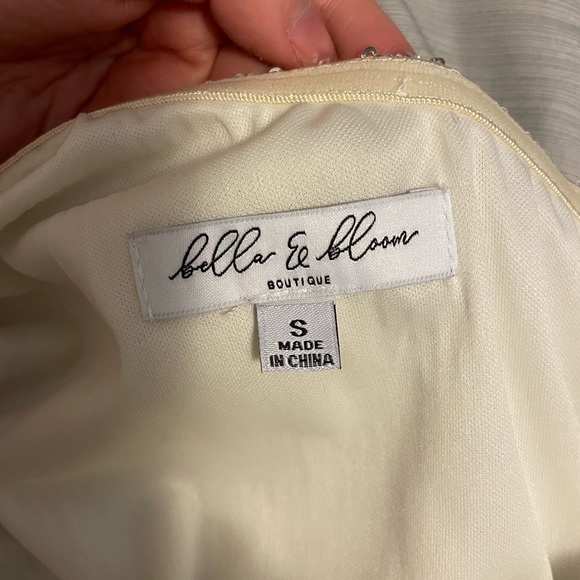 bella & bloom
BOUTIQUE
S
MADE
IN CHINA